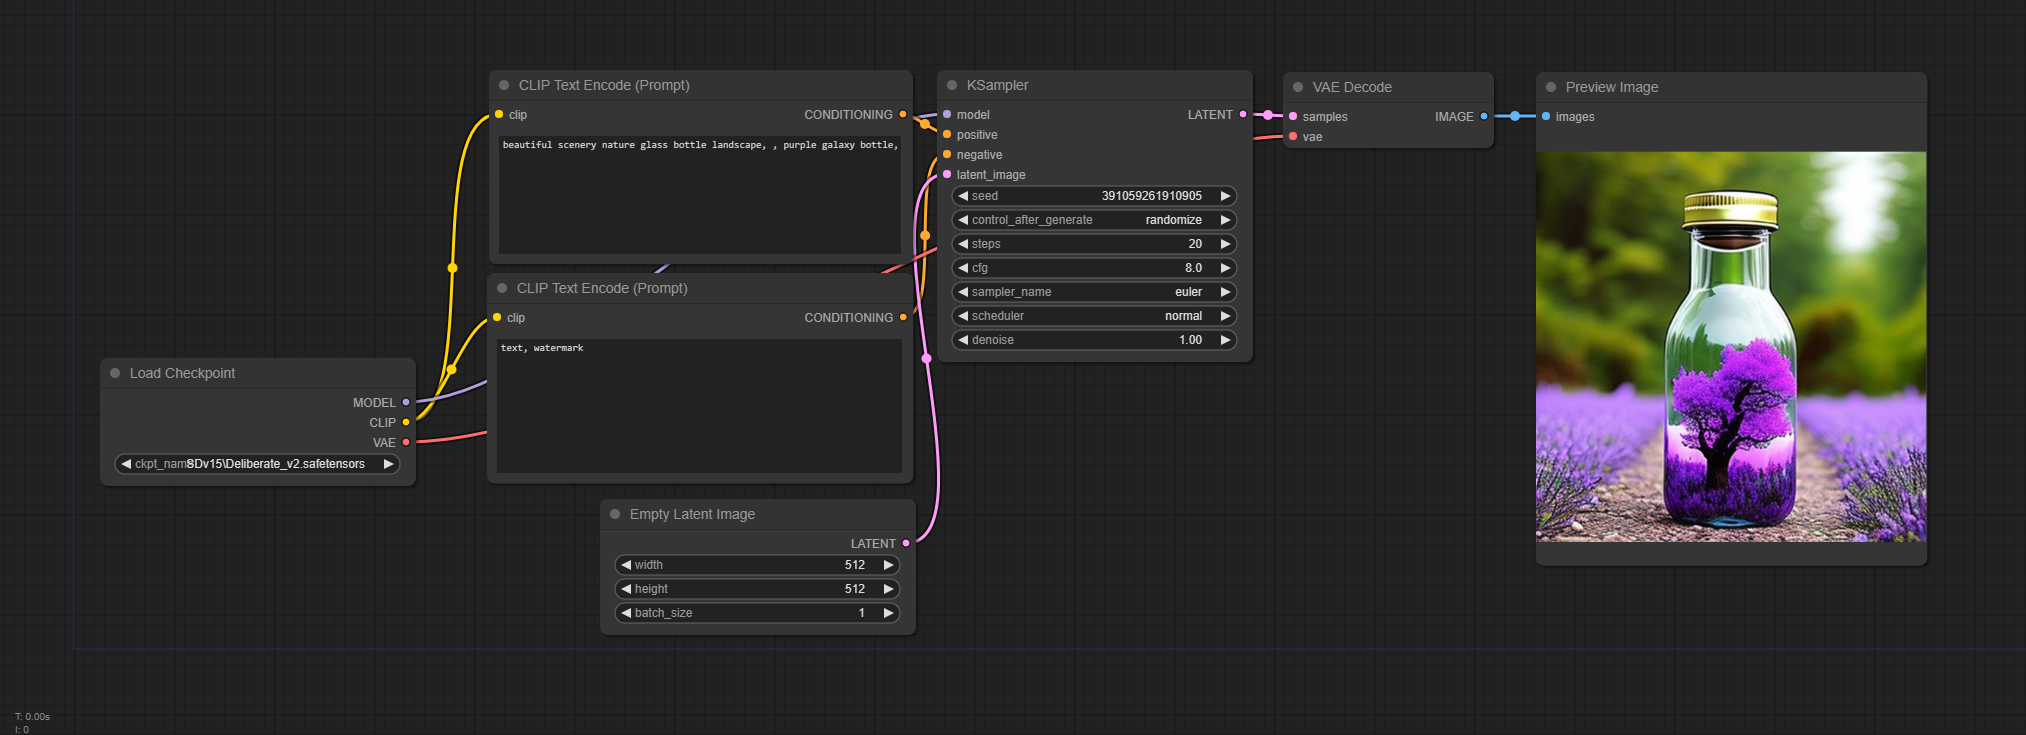 CLIP Text Encode (Prompt)
clip
CONDITIONING
beautiful scenery nature glass bottle landscape, , purple galaxy bottle,
CLIP Text Encode (Prompt)
clip
CONDITIONING
text, watermark
Load Checkpoint
MODEL
CLIP
VAE
ckpt_name SDv15\Deliberate_v2.safetensors
Empty Latent Image
LATENT
width 512
height 512
batch_size 1
KSampler
model LATENT
positive
negative
latent_image
seed 391059261910905
control_after_generate randomize
steps 20
cfg 8.0
sampler_name euler
scheduler normal
denoise 1.00
VAE Decode
samples IMAGE
vae
Preview Image
images
T: 0.00s
I: 0